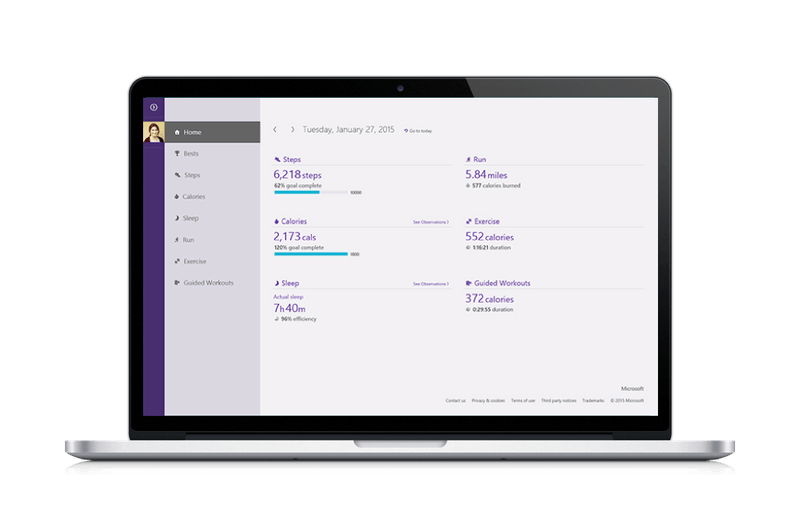 Home
Bests
Steps
Calories
Sleep
Run
Exercise
Guided Workouts
Tuesday, January 27, 2015 Go to today
Steps
6,218 steps
62% goal complete
10000
Run
5.84 miles
577 calories burned
Calories See Observations
2,173 cals
120% goal complete
1800
Exercise
552 calories
1:16:21 duration
Sleep See Observations
Actual sleep
7h 40m
96% efficiency
Guided Workouts
372 calories
0:29:55 duration
Microsoft
Contact us Privacy & cookies Terms of use Third party notices Trademarks © 2015 Microsoft